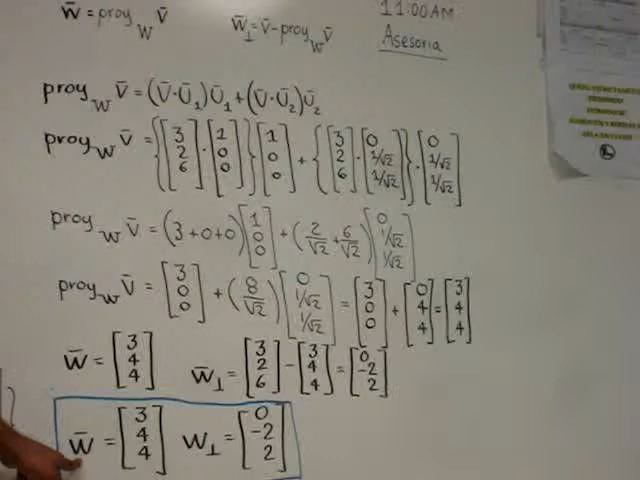 w̄ = proy_W v̄    w̄⊥ = v̄ - proy_W v̄
11:00AM
Asesoria
proy_W v̄ = (v̄·ū₁)ū₁ + (v̄·ū₂)ū₂
proy_W v̄ = {[3 2 6]·[1 0 0]}[1 0 0] + {[3 2 6]·[0 1/√2 1/√2]}·[0 1/√2 1/√2]
proy_W v̄ = (3+0+0)[1 0 0] + (2/√2 + 6/√2)[0 1/√2 1/√2]
proy_W v̄ = [3 0 0] + (8/√2)[0 1/√2 1/√2] = [3 0 0] + [0 4 4] = [3 4 4]
w̄ = [3 4 4]    w̄⊥ = [3 2 6] - [3 4 4] = [0 -2 2]
w̄ = [3 4 4]    w⊥ = [0 -2 2]